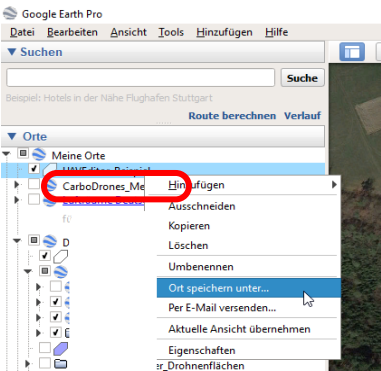 Google Earth Pro
Datei Bearbeiten Ansicht Tools Hinzufügen Hilfe
Suchen
Suche
Beispiel: Hotels in der Nähe Flughafen Stuttgart
Route berechnen Verlauf
Orte
Meine Orte
CarboDrones_Me
Hinzufügen
Ausschneiden
Kopieren
Löschen
Umbenennen
Ort speichern unter...
Per E-Mail versenden...
Aktuelle Ansicht übernehmen
Eigenschaften
er_Drohnenflächen